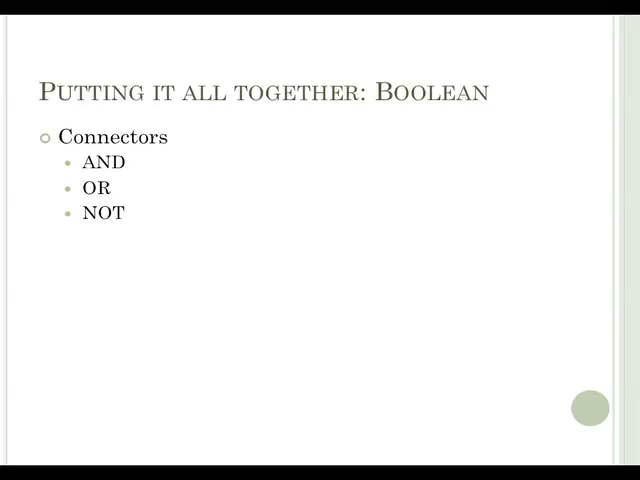 PUTTING IT ALL TOGETHER: BOOLEAN
Connectors
AND
OR
NOT